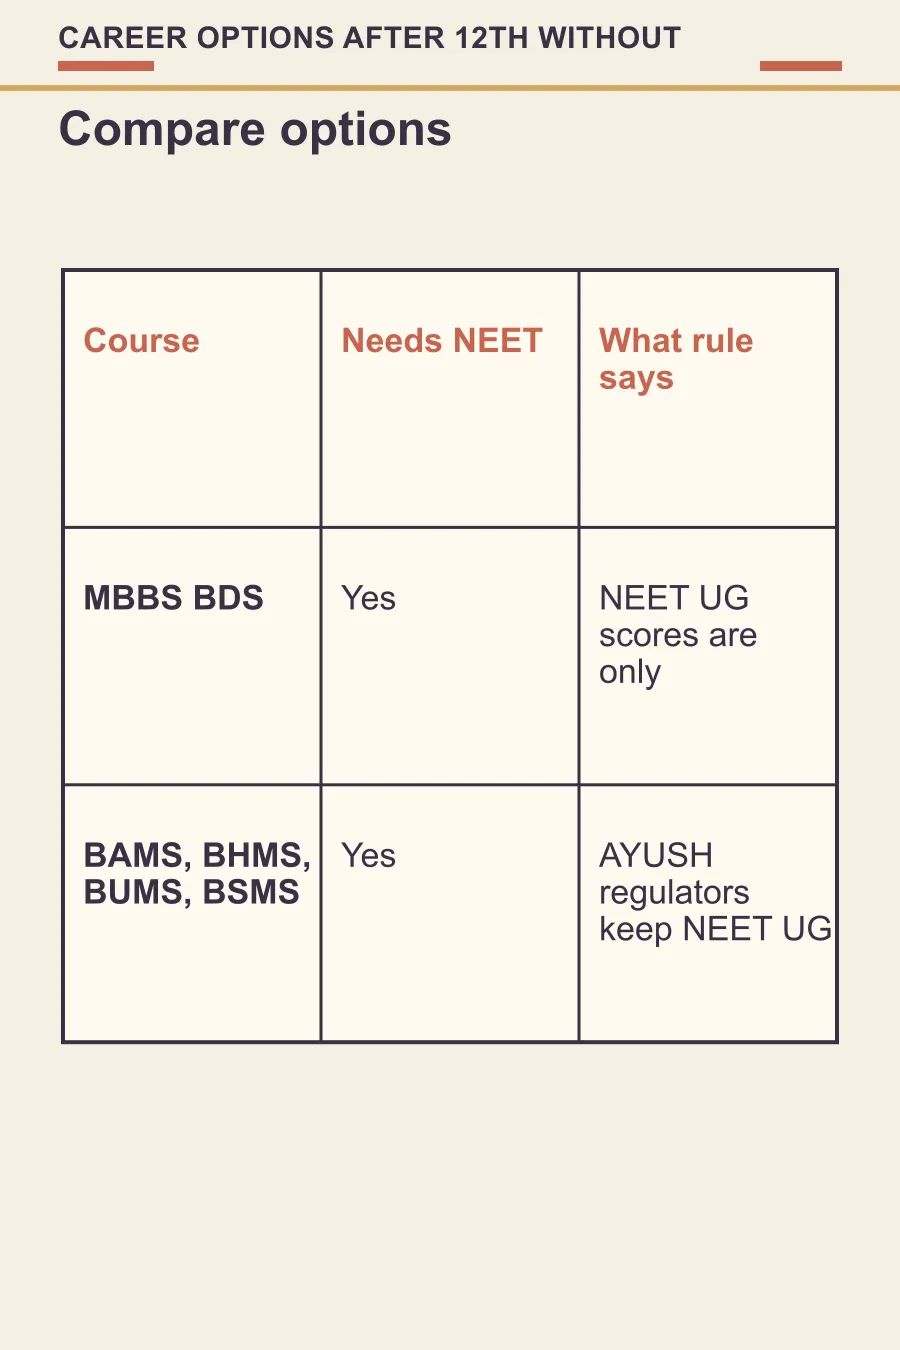 CAREER OPTIONS AFTER 12TH WITHOUT
Compare options
Course
Needs NEET
What rule
says
MBBS BDS
Yes
NEET UG
scores are
only
BAMS, BHMS,
BUMS, BSMS
Yes
AYUSH
regulators
keep NEET UG